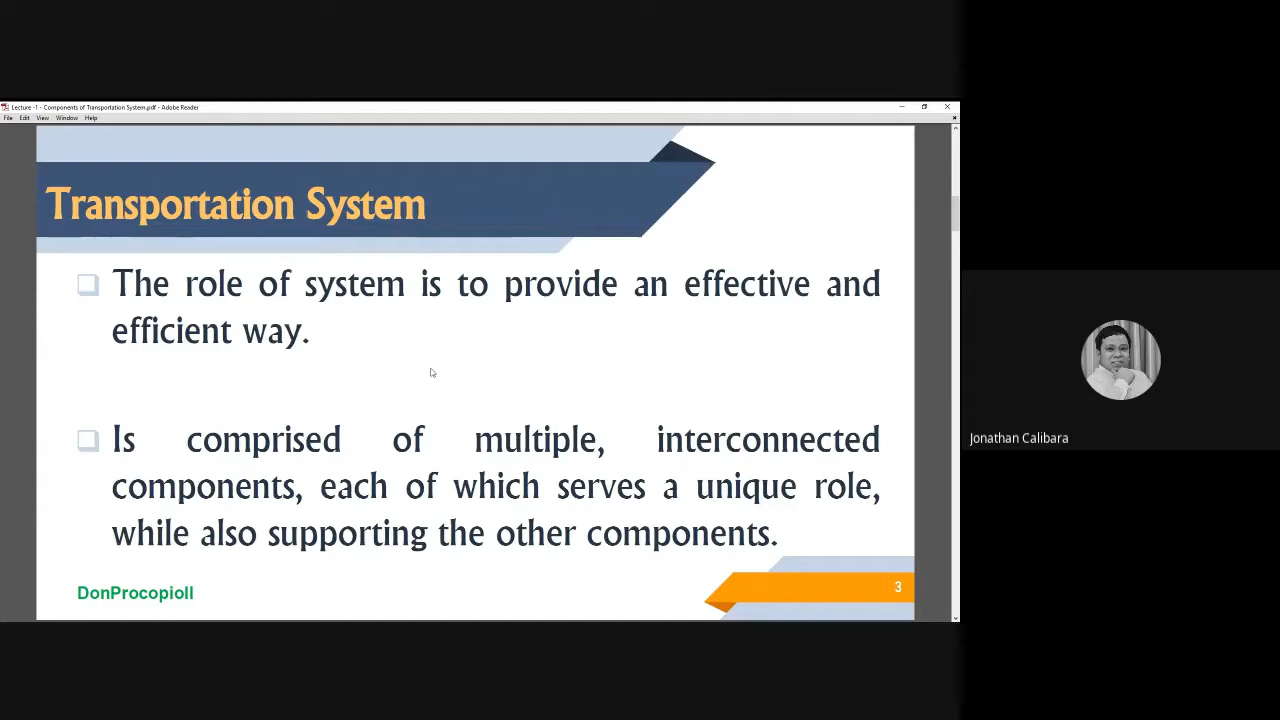 Lecture -1 - Components of Transportation System.pdf - Adobe Reader
File Edit View Window Help
Transportation System
The role of system is to provide an effective and
efficient way.
Is comprised of multiple, interconnected
components, each of which serves a unique role,
while also supporting the other components.
DonProcopioII
3
Jonathan Calibara